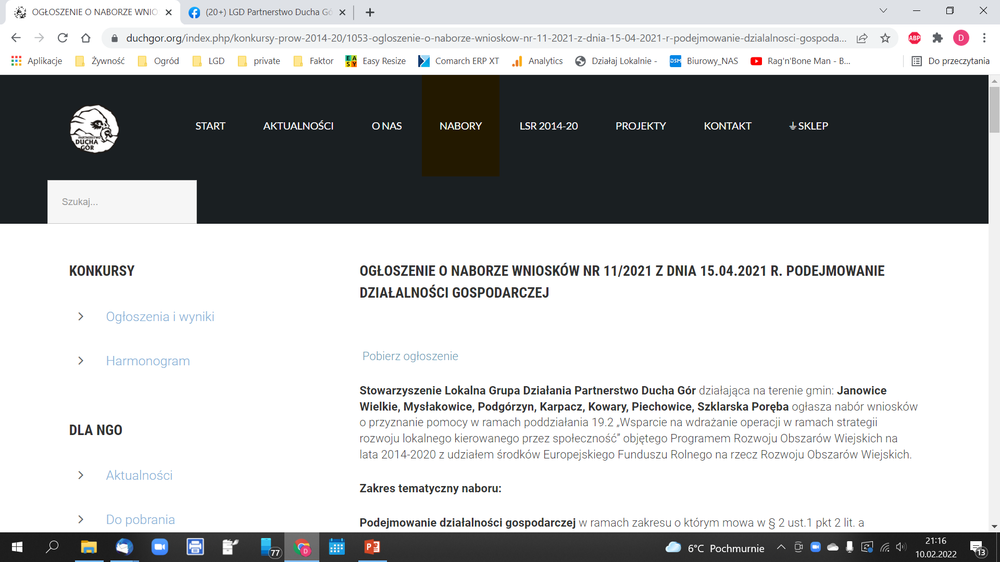 OGŁOSZENIE O NABORZE WNIO
(20+) LGD Partnerstwo Ducha Gó
duchgor.org/index.php/konkursy-prow-2014-20/1053-ogloszenie-o-naborze-wnioskow-nr-11-2021-z-dnia-15-04-2021-r-podejmowanie-dzialalnosci-gospoda...
ABP
D
Aplikacje
Żywność
Ogród
LGD
private
Faktor
EASY
Easy Resize
Comarch ERP XT
Analytics
Działaj Lokalnie -
DSM
Biurowy_NAS
Rag'n'Bone Man - B...
Do przeczytania
PARTNERSTWO
DUCHA
GÓR
START
AKTUALNOŚCI
O NAS
NABORY
LSR 2014-20
PROJEKTY
KONTAKT
SKLEP
Szukaj...
KONKURSY
Ogłoszenia i wyniki
Harmonogram
DLA NGO
Aktualności
Do pobrania
OGŁOSZENIE O NABORZE WNIOSKÓW NR 11/2021 Z DNIA 15.04.2021 R. PODEJMOWANIE
DZIAŁALNOŚCI GOSPODARCZEJ
Pobierz ogłoszenie
Stowarzyszenie Lokalna Grupa Działania Partnerstwo Ducha Gór działająca na terenie gmin: Janowice
Wielkie, Mysłakowice, Podgórzyn, Karpacz, Kowary, Piechowice, Szklarska Poręba ogłasza nabór wniosków
o przyznanie pomocy w ramach poddziałania 19.2 „Wsparcie na wdrażanie operacji w ramach strategii
rozwoju lokalnego kierowanego przez społeczność” objętego Programem Rozwoju Obszarów Wiejskich na
lata 2014-2020 z udziałem środków Europejskiego Funduszu Rolnego na rzecz Rozwoju Obszarów Wiejskich.
Zakres tematyczny naboru:
Podejmowanie działalności gospodarczej w ramach zakresu o którym mowa w § 2 ust.1 pkt 2 lit. a
77
D
P
6°C Pochmurnie
21:16
10.02.2022
13